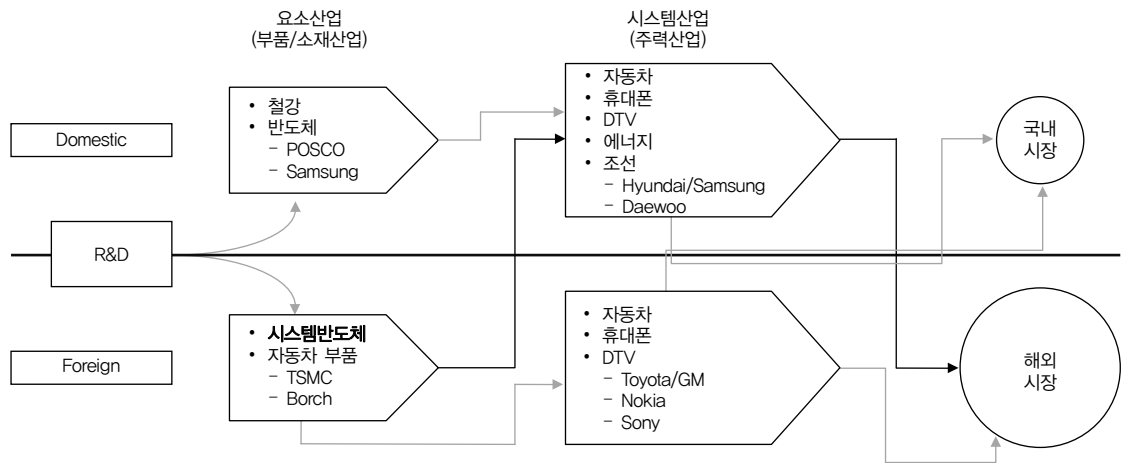 요소산업
(부품/소재산업)
시스템산업
(주력산업)
Domestic
• 철강
• 반도체
– POSCO
– Samsung
• 자동차
• 휴대폰
• DTV
• 에너지
• 조선
– Hyundai/Samsung
– Daewoo
국내
시장
R&D
Foreign
• 시스템반도체
• 자동차 부품
– TSMC
– Borch
• 자동차
• 휴대폰
• DTV
– Toyota/GM
– Nokia
– Sony
해외
시장